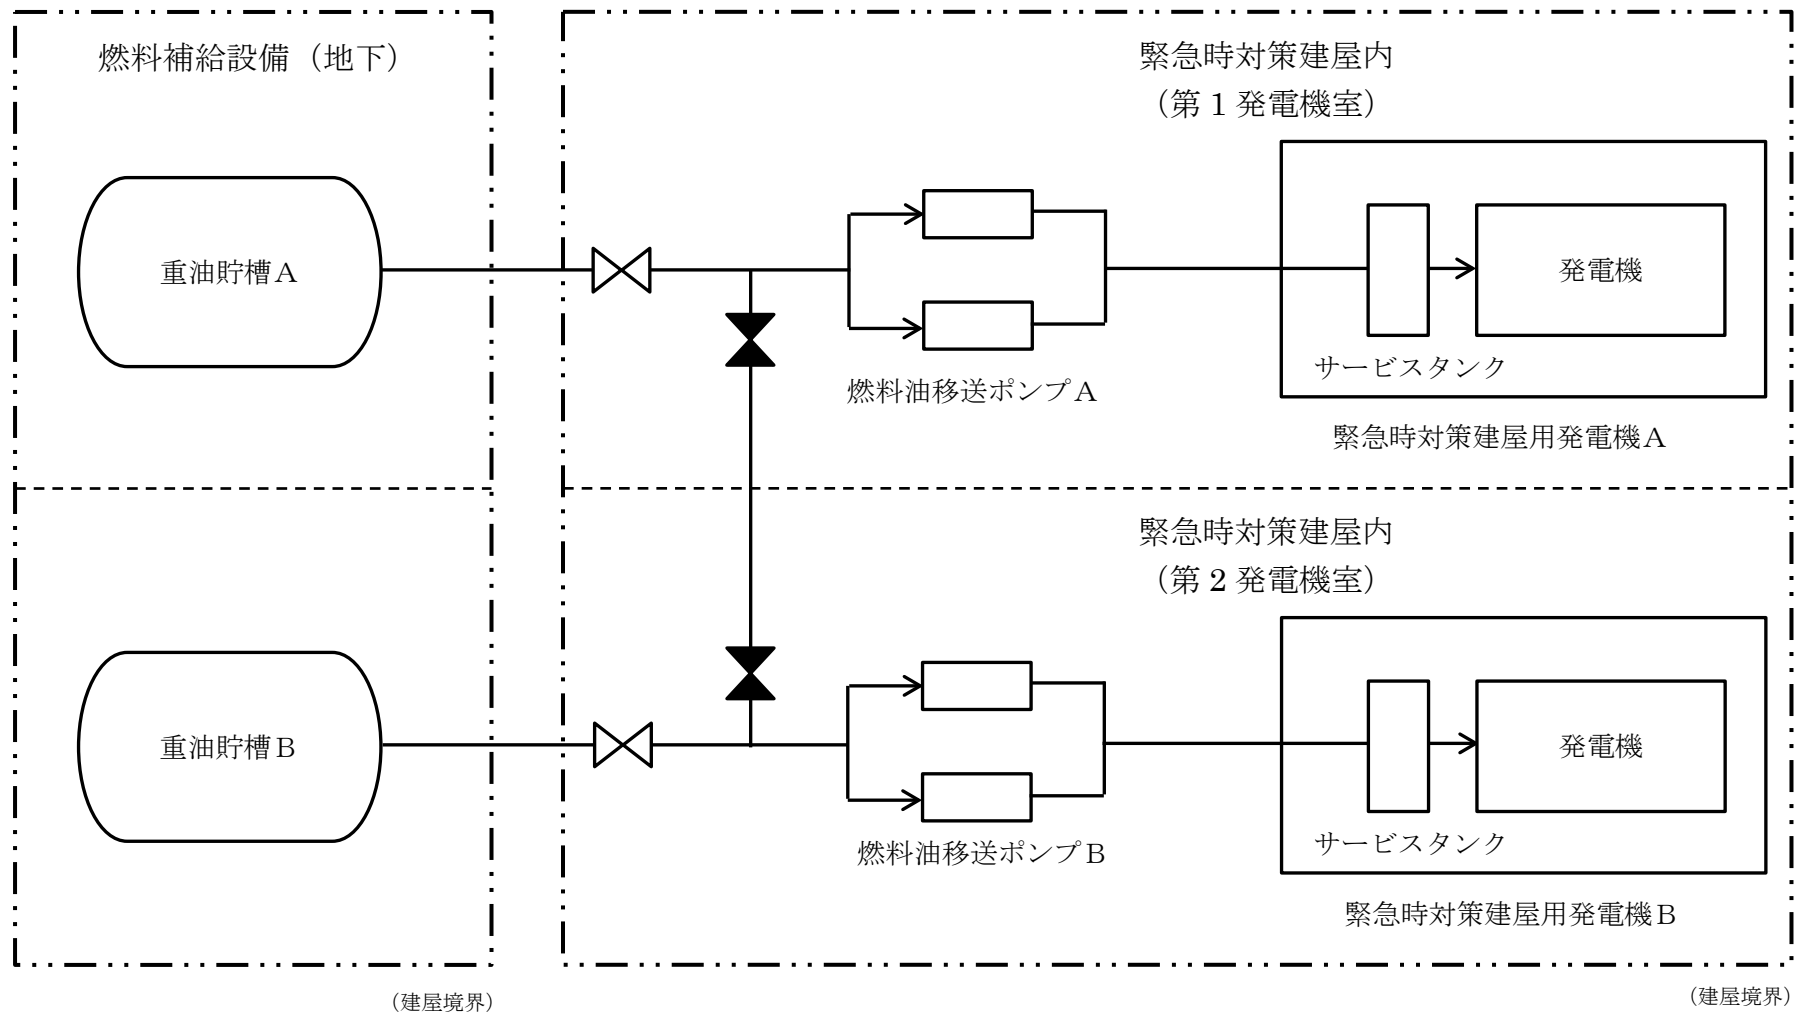 燃料補給設備（地下）
緊急時対策建屋内
（第１発電機室）
重油貯槽Ａ
発電機
サービスタンク
燃料油移送ポンプＡ
緊急時対策建屋用発電機Ａ
緊急時対策建屋内
（第２発電機室）
重油貯槽Ｂ
発電機
サービスタンク
燃料油移送ポンプＢ
緊急時対策建屋用発電機Ｂ
（建屋境界）
（建屋境界）